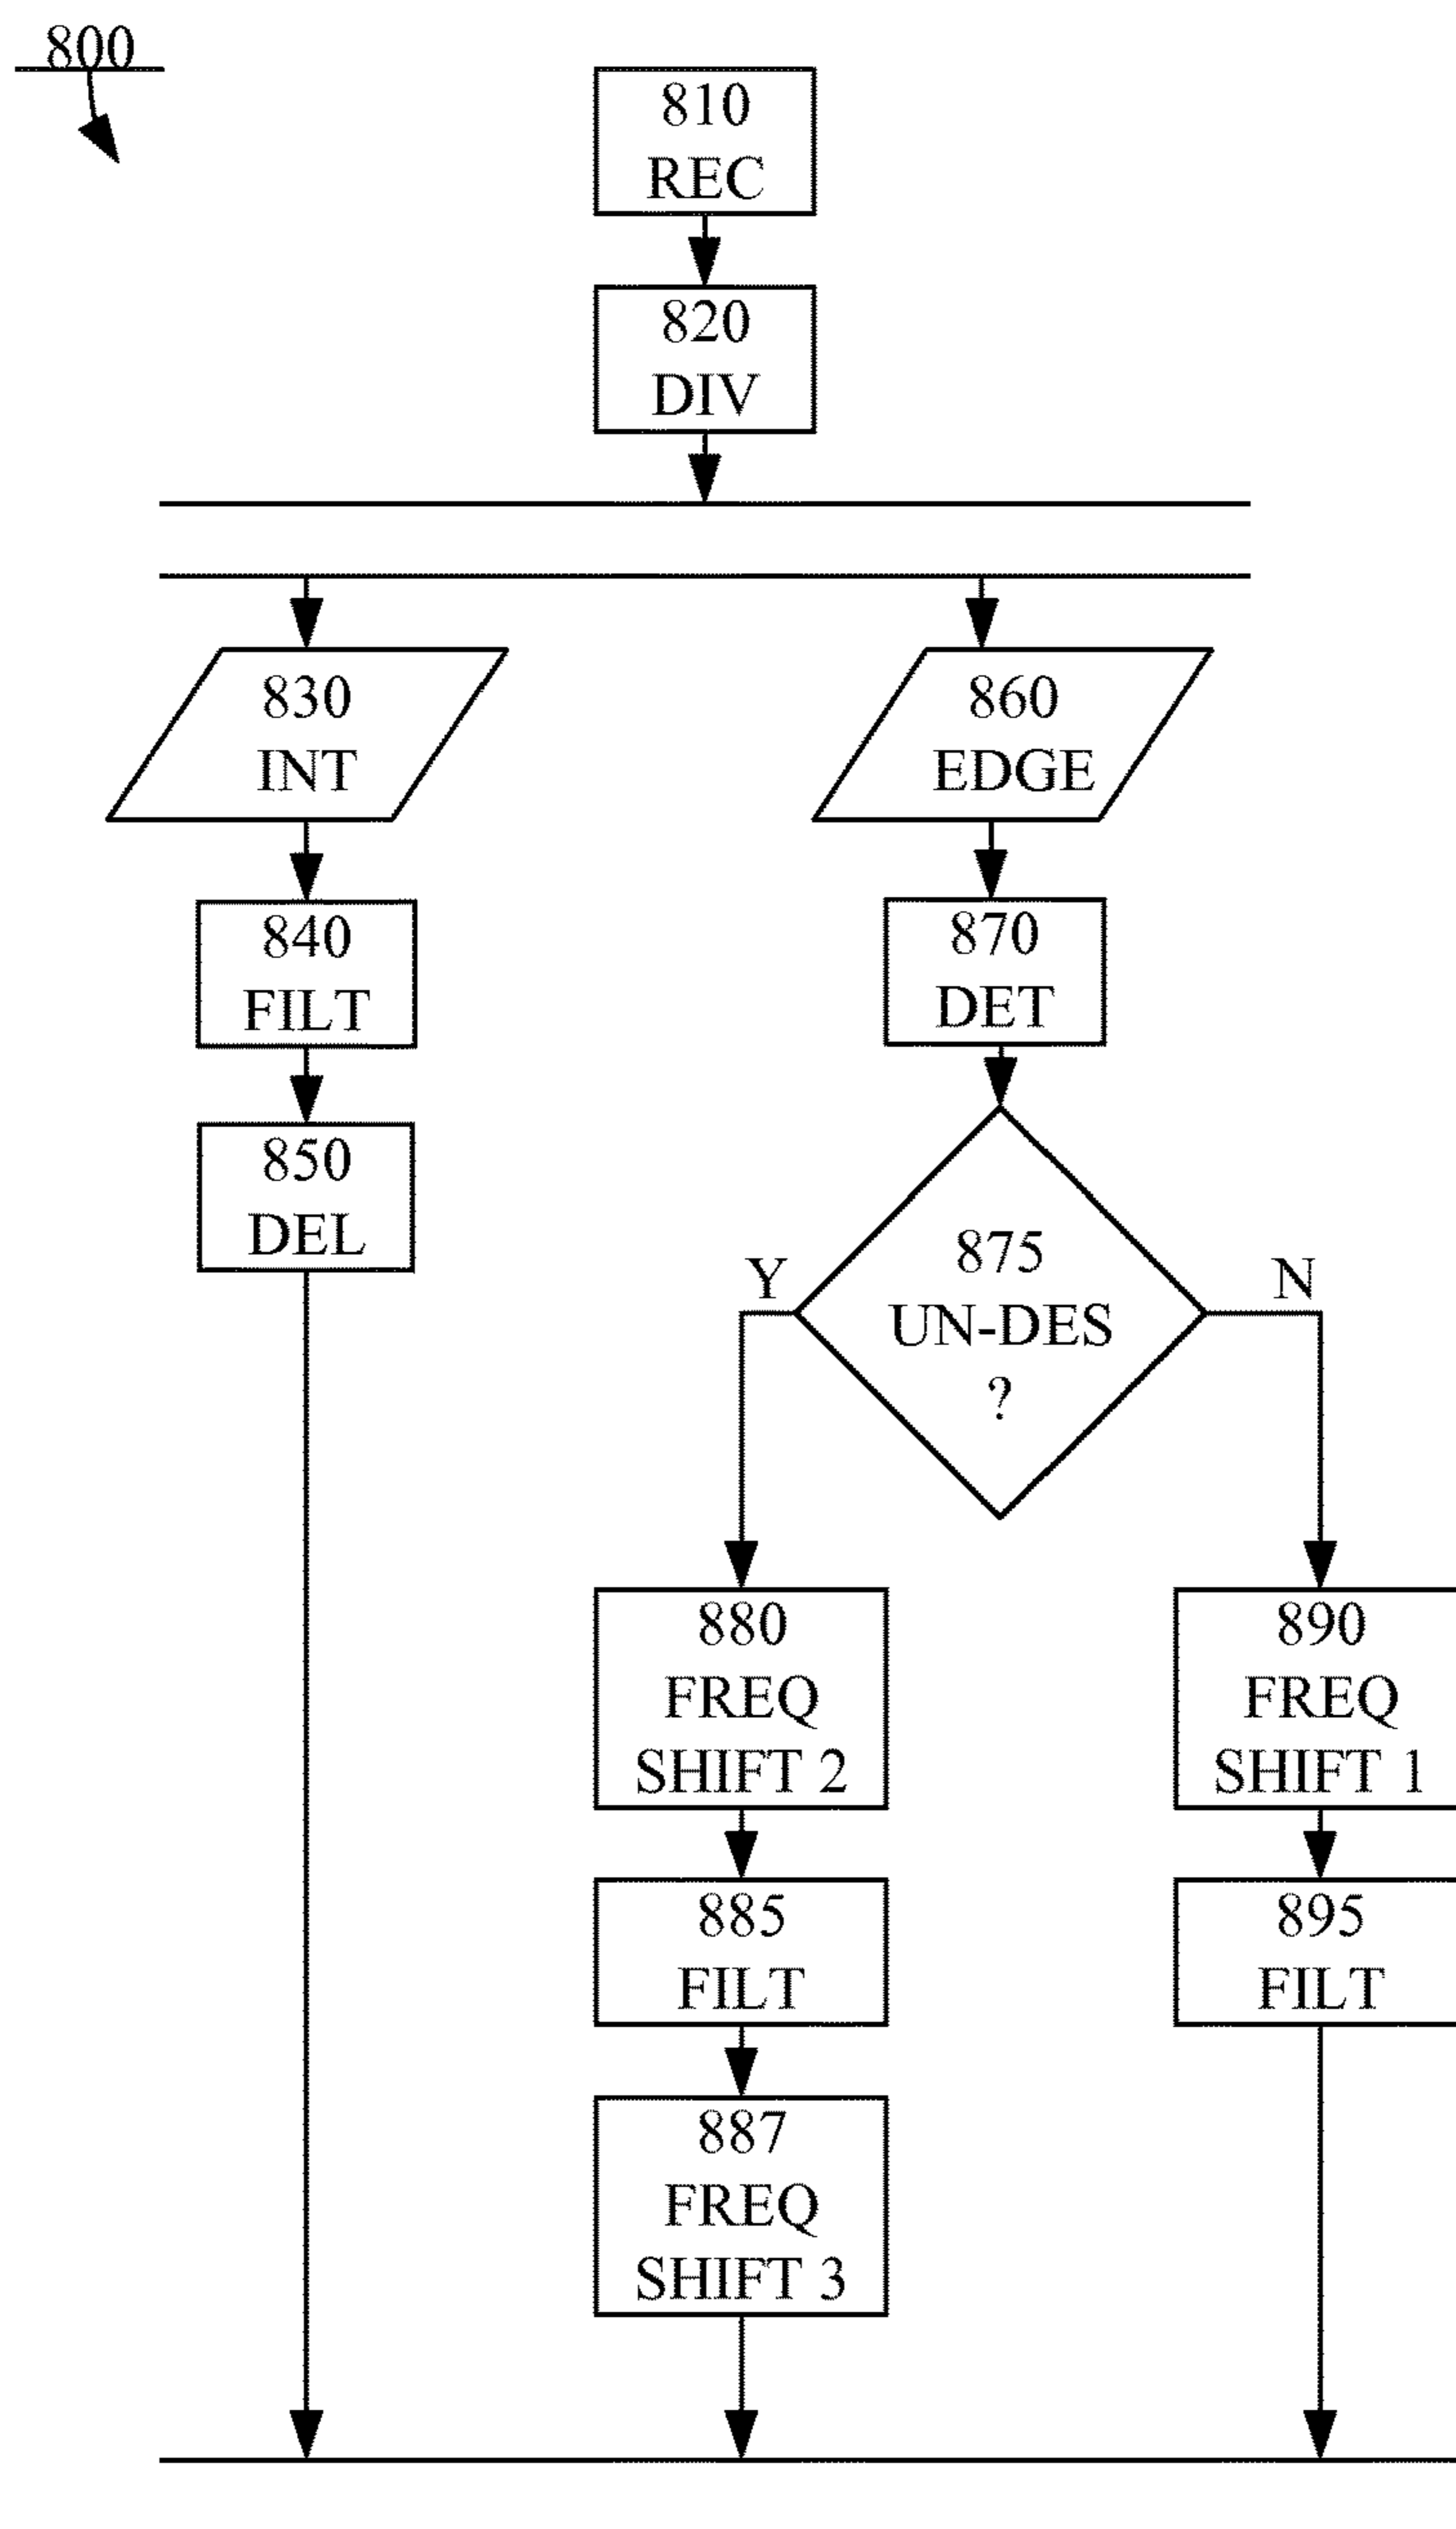 800
810
REC
820
DIV
830
INT
860
EDGE
840
FILT
870
DET
850
DEL
875
UN-DES
?
Y
N
880
FREQ
SHIFT 2
890
FREQ
SHIFT 1
885
FILT
895
FILT
887
FREQ
SHIFT 3